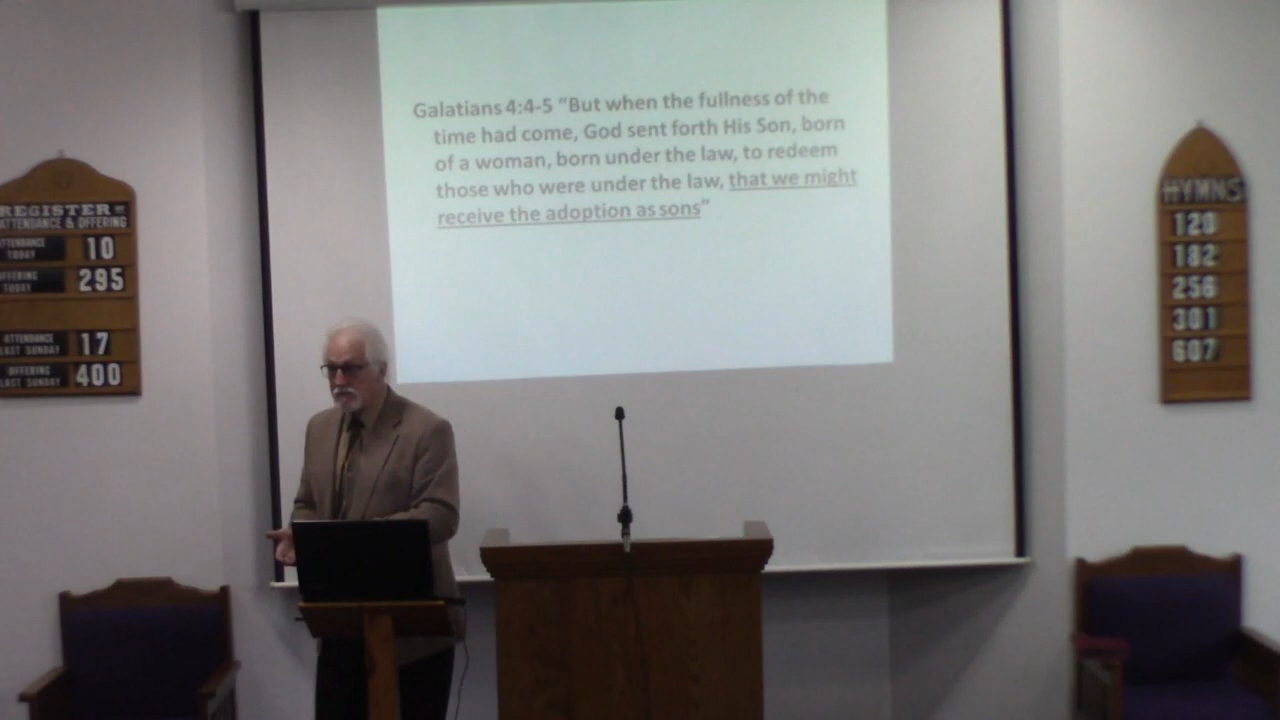 Galatians 4:4-5 “But when the fullness of the
time had come, God sent forth His Son, born
of a woman, born under the law, to redeem
those who were under the law, that we might
receive the adoption as sons”
REGISTER OF
ATTENDANCE & OFFERING
ATTENDANCE TODAY 10
OFFERING TODAY 295
ATTENDANCE LAST SUNDAY 17
OFFERING LAST SUNDAY 400
HYMNS
120
182
256
301
607